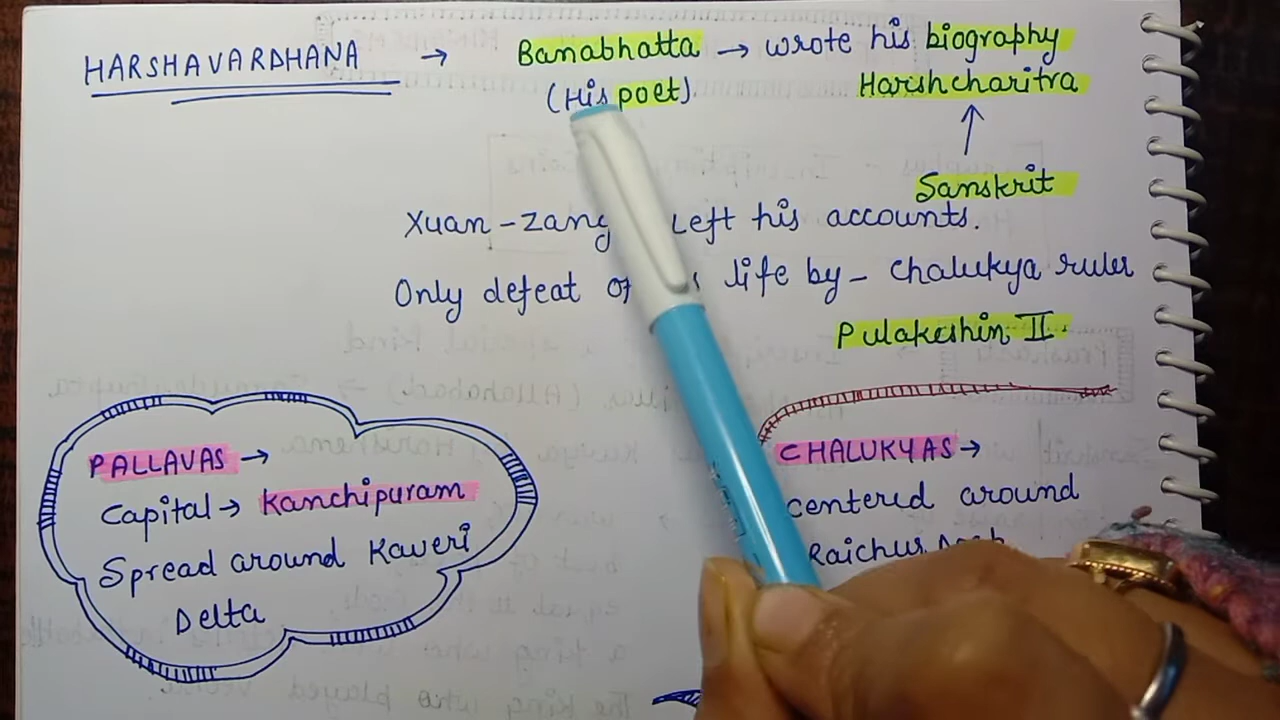 HARSHAVARDHANA → Banabhatta → wrote his biography
(His poet) Harshcharitra
↑
Sanskrit
Xuan-Zang left his accounts.
Only defeat life by - Chalukya ruler
Pulakeshin II.
PALLAVAS →
Capital → Kanchipuram
Spread around Kaveri
Delta
CHALUKYAS →
centered around
Raichur